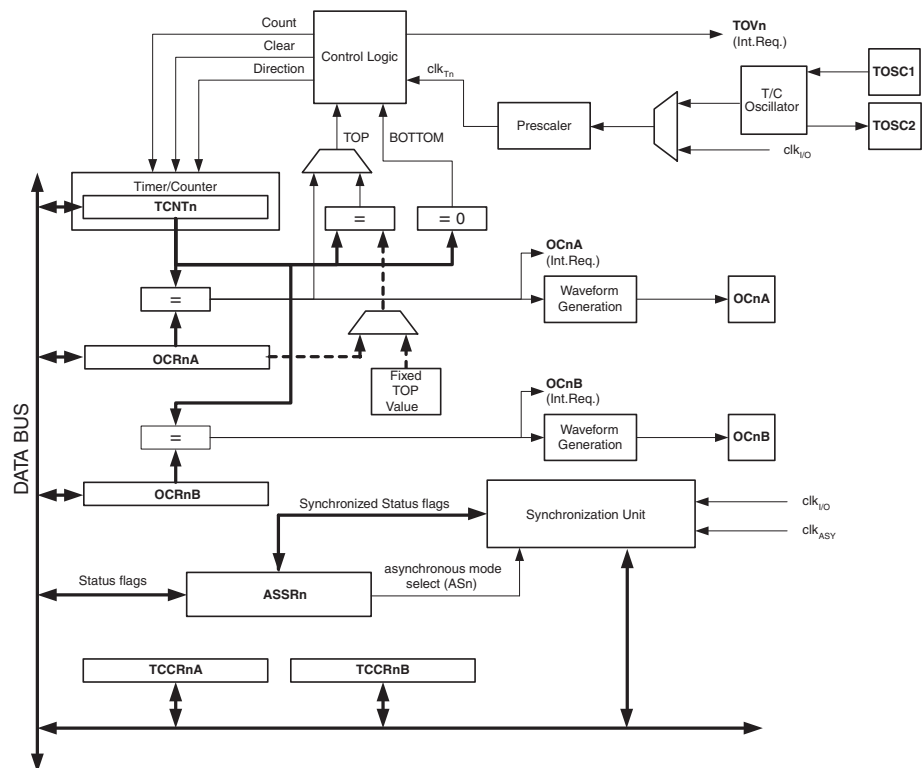 Count
Clear
Direction
Control Logic
TOVn
(Int.Req.)
clkTn
TOSC1
T/C
Oscillator
TOSC2
Prescaler
clkI/O
TOP
BOTTOM
Timer/Counter
TCNTn
=
= 0
OCnA
(Int.Req.)
=
Waveform
Generation
OCnA
OCRnA
Fixed
TOP
Value
OCnB
(Int.Req.)
=
Waveform
Generation
OCnB
OCRnB
DATA BUS
Synchronized Status flags
Synchronization Unit
clkI/O
clkASY
Status flags
ASSRn
asynchronous mode
select (ASn)
TCCRnA
TCCRnB